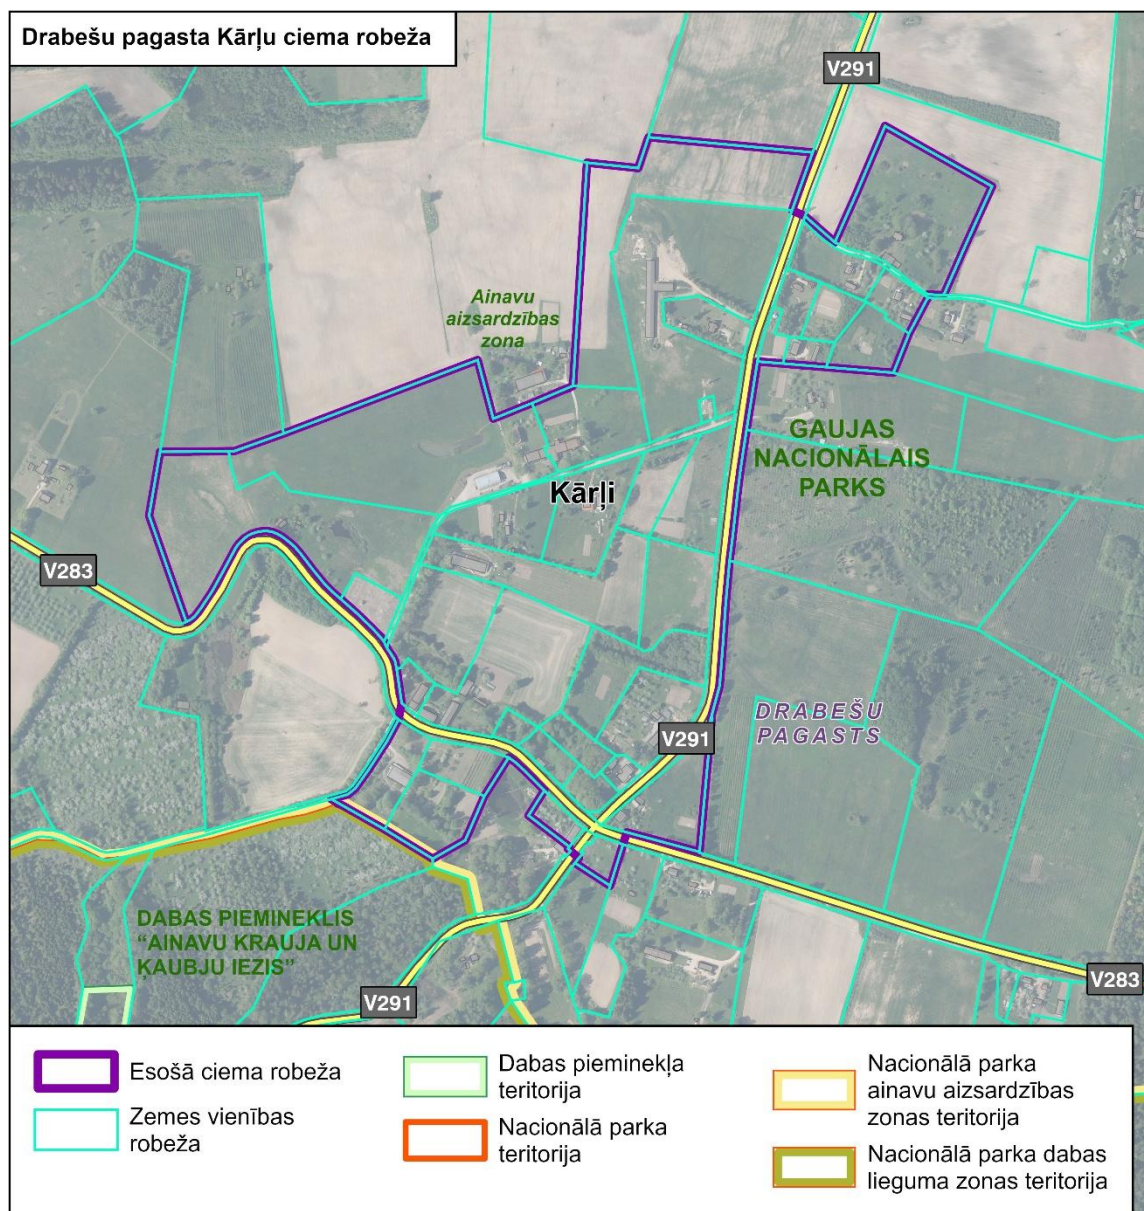 Drabešu pagasta Kārļu ciema robeža
V291
Ainavu
aizsardzības
zona
GAUJAS
NACIONĀLAIS
PARKS
Kārļi
V283
DRABEŠU
PAGASTS
V291
DABAS PIEMINEKLIS
“AINAVU KRAUJA UN
ĶAUBJU IEZIS”
V283
V291
Esošā ciema robeža
Zemes vienības
robeža
Dabas pieminekļa
teritorija
Nacionālā parka
teritorija
Nacionālā parka
ainavu aizsardzības
zonas teritorija
Nacionālā parka dabas
lieguma zonas teritorija